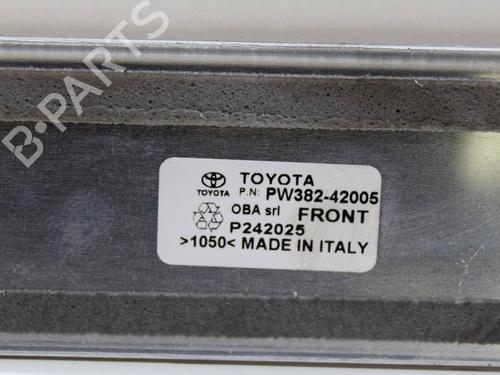 B-PARTS
TOYOTA
TOYOTA P.N: PW382-42005
OBA srl FRONT
P242025
>1050< MADE IN ITALY